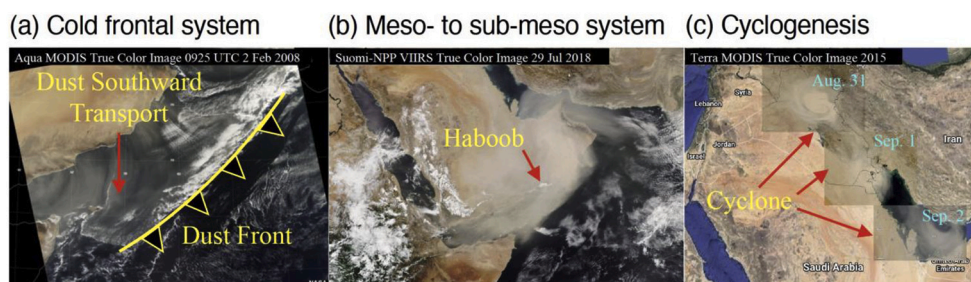 (a) Cold frontal system
Aqua MODIS True Color Image 0925 UTC 2 Feb 2008
Dust Southward
Transport
Dust Front
(b) Meso- to sub-meso system
Suomi-NPP VIIRS True Color Image 29 Jul 2018
Haboob
(c) Cyclogenesis
Terra MODIS True Color Image 2015
Aug. 31
Syria
Lebanon
Sep. 1
Iran
Jordan
Israel
Cyclone
Sep. 2
Saudi Arabia
Emirates